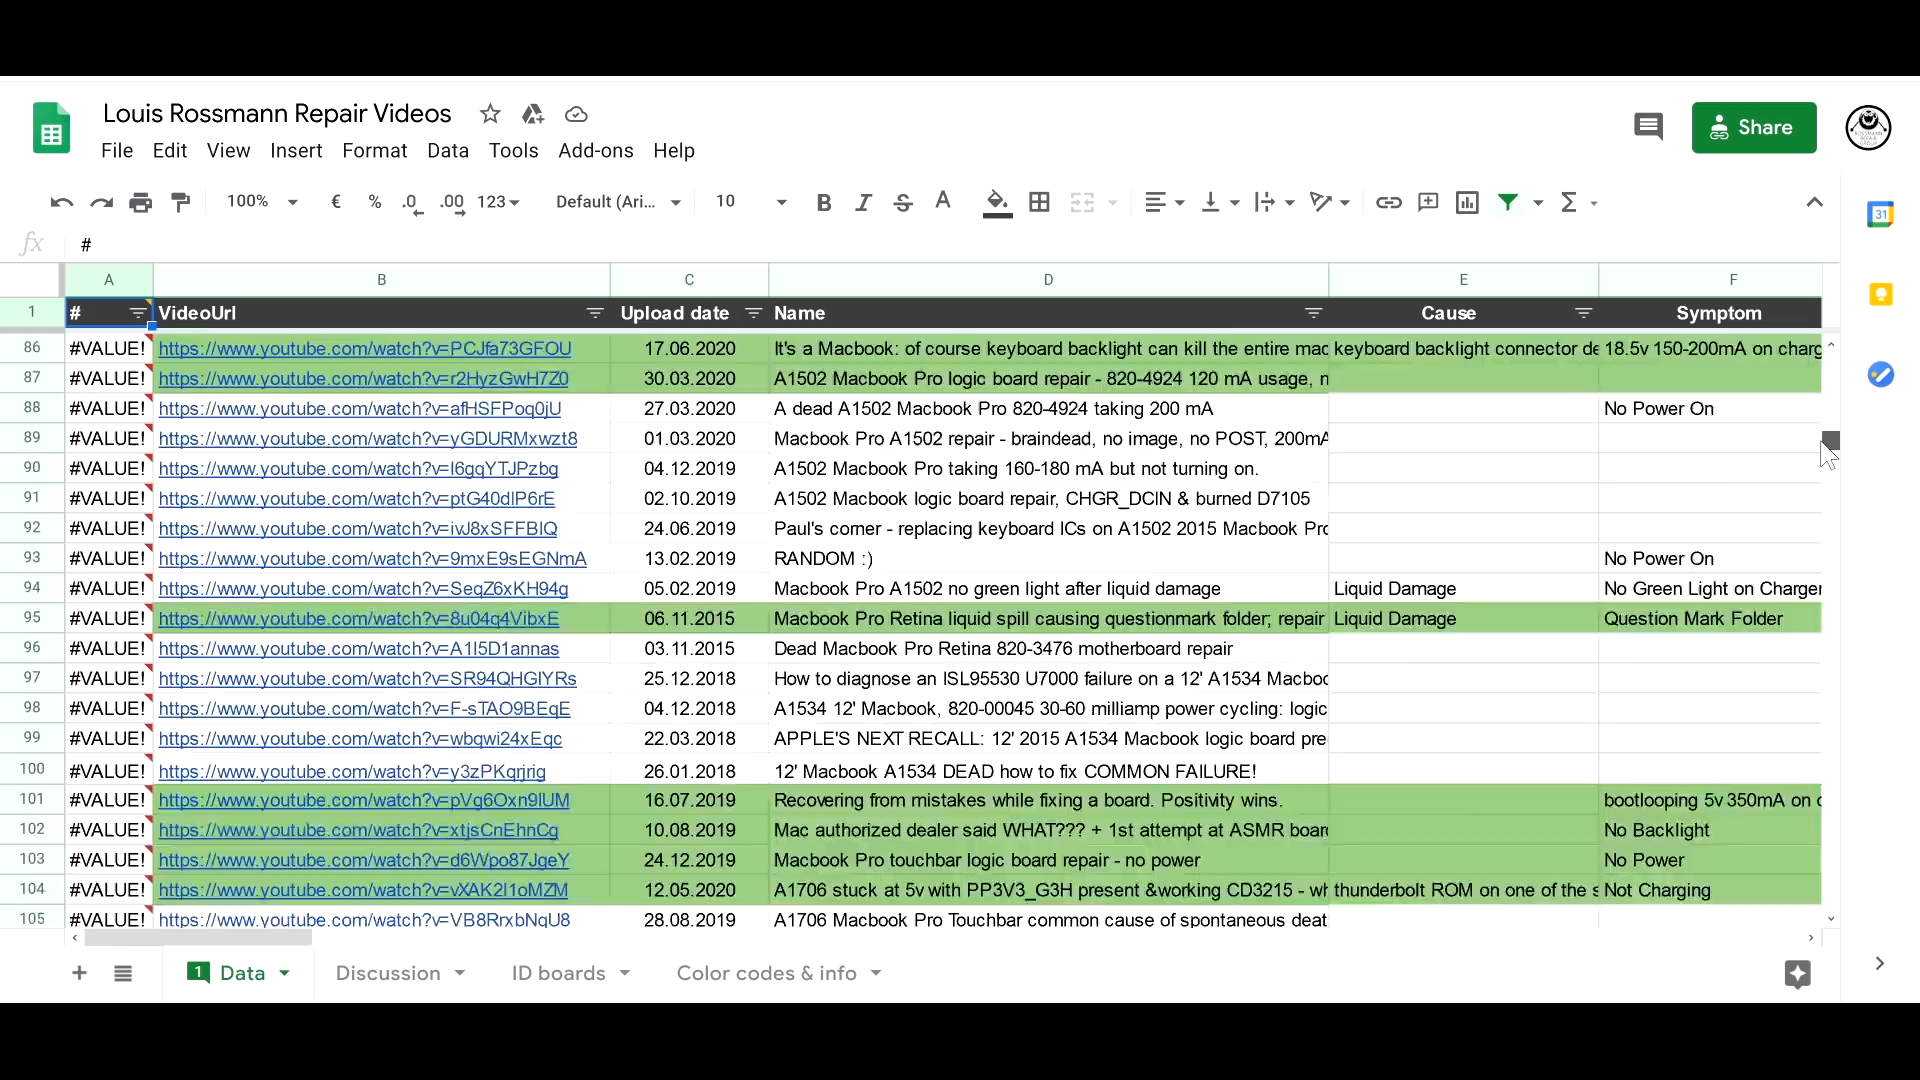 Louis Rossmann Repair Videos
Share
File Edit View Insert Format Data Tools Add-ons Help
100% € % .0 .00 123 Default (Ari... 10 B I S A Σ
31
fx #
A B C D E F
1 # VideoUrl Upload date Name Cause Symptom
86 #VALUE! https://www.youtube.com/watch?v=PCJfa73GFOU 17.06.2020 It's a Macbook: of course keyboard backlight can kill the entire mac keyboard backlight connector de 18.5v 150-200mA on charg
87 #VALUE! https://www.youtube.com/watch?v=r2HyzGwH7Z0 30.03.2020 A1502 Macbook Pro logic board repair - 820-4924 120 mA usage, n
88 #VALUE! https://www.youtube.com/watch?v=afHSFPoq0jU 27.03.2020 A dead A1502 Macbook Pro 820-4924 taking 200 mA No Power On
89 #VALUE! https://www.youtube.com/watch?v=yGDURMxwzt8 01.03.2020 Macbook Pro A1502 repair - braindead, no image, no POST, 200mA
90 #VALUE! https://www.youtube.com/watch?v=I6gqYTJPzbg 04.12.2019 A1502 Macbook Pro taking 160-180 mA but not turning on.
91 #VALUE! https://www.youtube.com/watch?v=ptG40dIP6rE 02.10.2019 A1502 Macbook logic board repair, CHGR_DCIN & burned D7105
92 #VALUE! https://www.youtube.com/watch?v=iwJ8xSFFBIQ 24.06.2019 Paul's corner - replacing keyboard ICs on A1502 2015 Macbook Pro
93 #VALUE! https://www.youtube.com/watch?v=9mxE9sEGNmA 13.02.2019 RANDOM :) No Power On
94 #VALUE! https://www.youtube.com/watch?v=SeqZ6xKH94g 05.02.2019 Macbook Pro A1502 no green light after liquid damage Liquid Damage No Green Light on Charger
95 #VALUE! https://www.youtube.com/watch?v=8u04q4VibxE 06.11.2015 Macbook Pro Retina liquid spill causing questionmark folder; repair Liquid Damage Question Mark Folder
96 #VALUE! https://www.youtube.com/watch?v=A1I5D1annas 03.11.2015 Dead Macbook Pro Retina 820-3476 motherboard repair
97 #VALUE! https://www.youtube.com/watch?v=SR94QHGIYRs 25.12.2018 How to diagnose an ISL95530 U7000 failure on a 12' A1534 Macboo
98 #VALUE! https://www.youtube.com/watch?v=F-sTAO9BEqE 04.12.2018 A1534 12' Macbook, 820-00045 30-60 milliamp power cycling: logic
99 #VALUE! https://www.youtube.com/watch?v=wbqwi24xEqc 22.03.2018 APPLE'S NEXT RECALL: 12' 2015 A1534 Macbook logic board pre
100 #VALUE! https://www.youtube.com/watch?v=y3zPKqrjrig 26.01.2018 12' Macbook A1534 DEAD how to fix COMMON FAILURE!
101 #VALUE! https://www.youtube.com/watch?v=pVg6Oxn9IUM 16.07.2019 Recovering from mistakes while fixing a board. Positivity wins. bootlooping 5v 350mA on c
102 #VALUE! https://www.youtube.com/watch?v=xtjsCnEhnCg 10.08.2019 Mac authorized dealer said WHAT??? + 1st attempt at ASMR board No Backlight
103 #VALUE! https://www.youtube.com/watch?v=d6Wpo87JqeY 24.12.2019 Macbook Pro touchbar logic board repair - no power No Power
104 #VALUE! https://www.youtube.com/watch?v=vXAK2I1oMZM 12.05.2020 A1706 stuck at 5v with PP3V3_G3H present &working CD3215 - wh thunderbolt ROM on one of the s Not Charging
105 #VALUE! https://www.youtube.com/watch?v=VB8RrxbNqU8 28.08.2019 A1706 Macbook Pro Touchbar common cause of spontaneous deat
1 Data Discussion ID boards Color codes & info